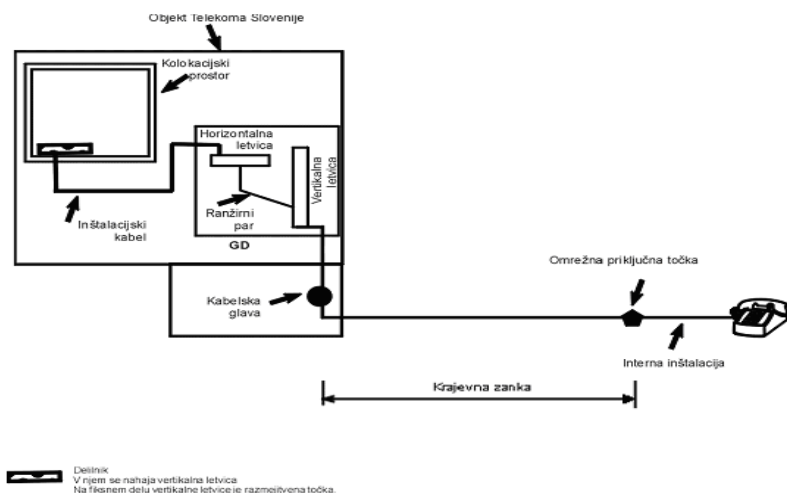 Objekt Telekoma Slovenije
Kolokacijski
prostor
Horizontalna
letvica
Vertikalna
letvica
Ranžirni
par
Inštalacijski
kabel
GD
Kabelska
glava
Omrežna priključna točka
Interna inštalacija
Krajevna zanka
Delilnik
V njem se nahaja vertikalna letvica
Na fiksnem delu vertikalne letvice je razmejitvena točka.